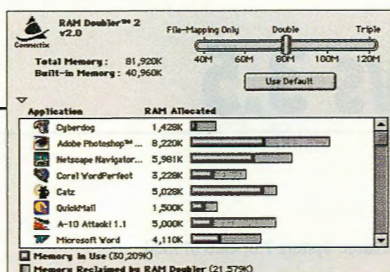 RAM Doubler™ 2
v2.0
Connectix
File-Mapping Only Double Triple
Total Memory: 81,920K
Built-in Memory: 40,960K
40M 60M 80M 100M 120M
Use Default
Application RAM Allocated
Cyberdog 1,428K
Adobe Photoshop™... 8,220K
Netscape Navigator... 5,981K
Corel WordPerfect 3,228K
Catz 5,028K
QuickMail 1,500K
A-10 Attack! 1.1 5,000K
Microsoft Word 4,110K
Memory In Use (30,209K)
Memory Reclaimed by RAM Doubler (21,579K)